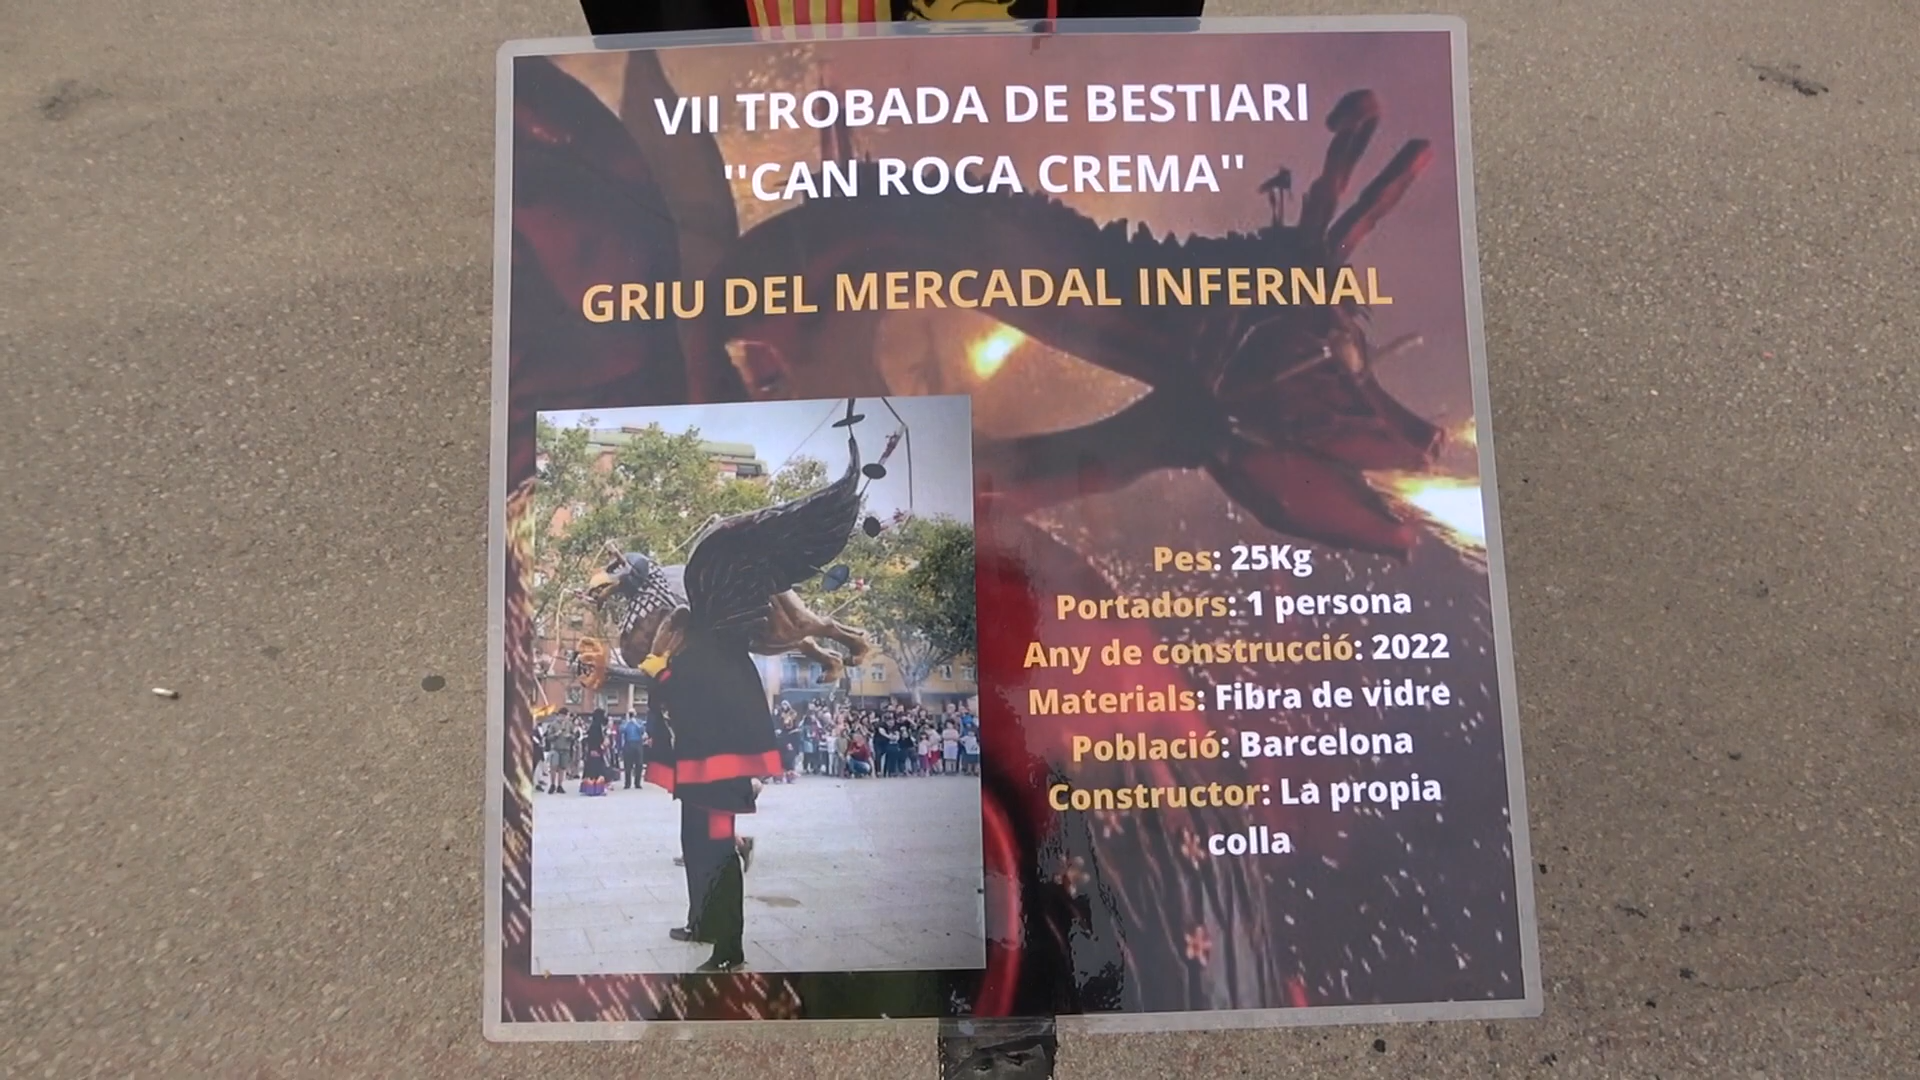 VII TROBADA DE BESTIARI
"CAN ROCA CREMA"
GRIU DEL MERCADAL INFERNAL
Pes: 25Kg
Portadors: 1 persona
Any de construcció: 2022
Materials: Fibra de vidre
Població: Barcelona
Constructor: La propia
colla